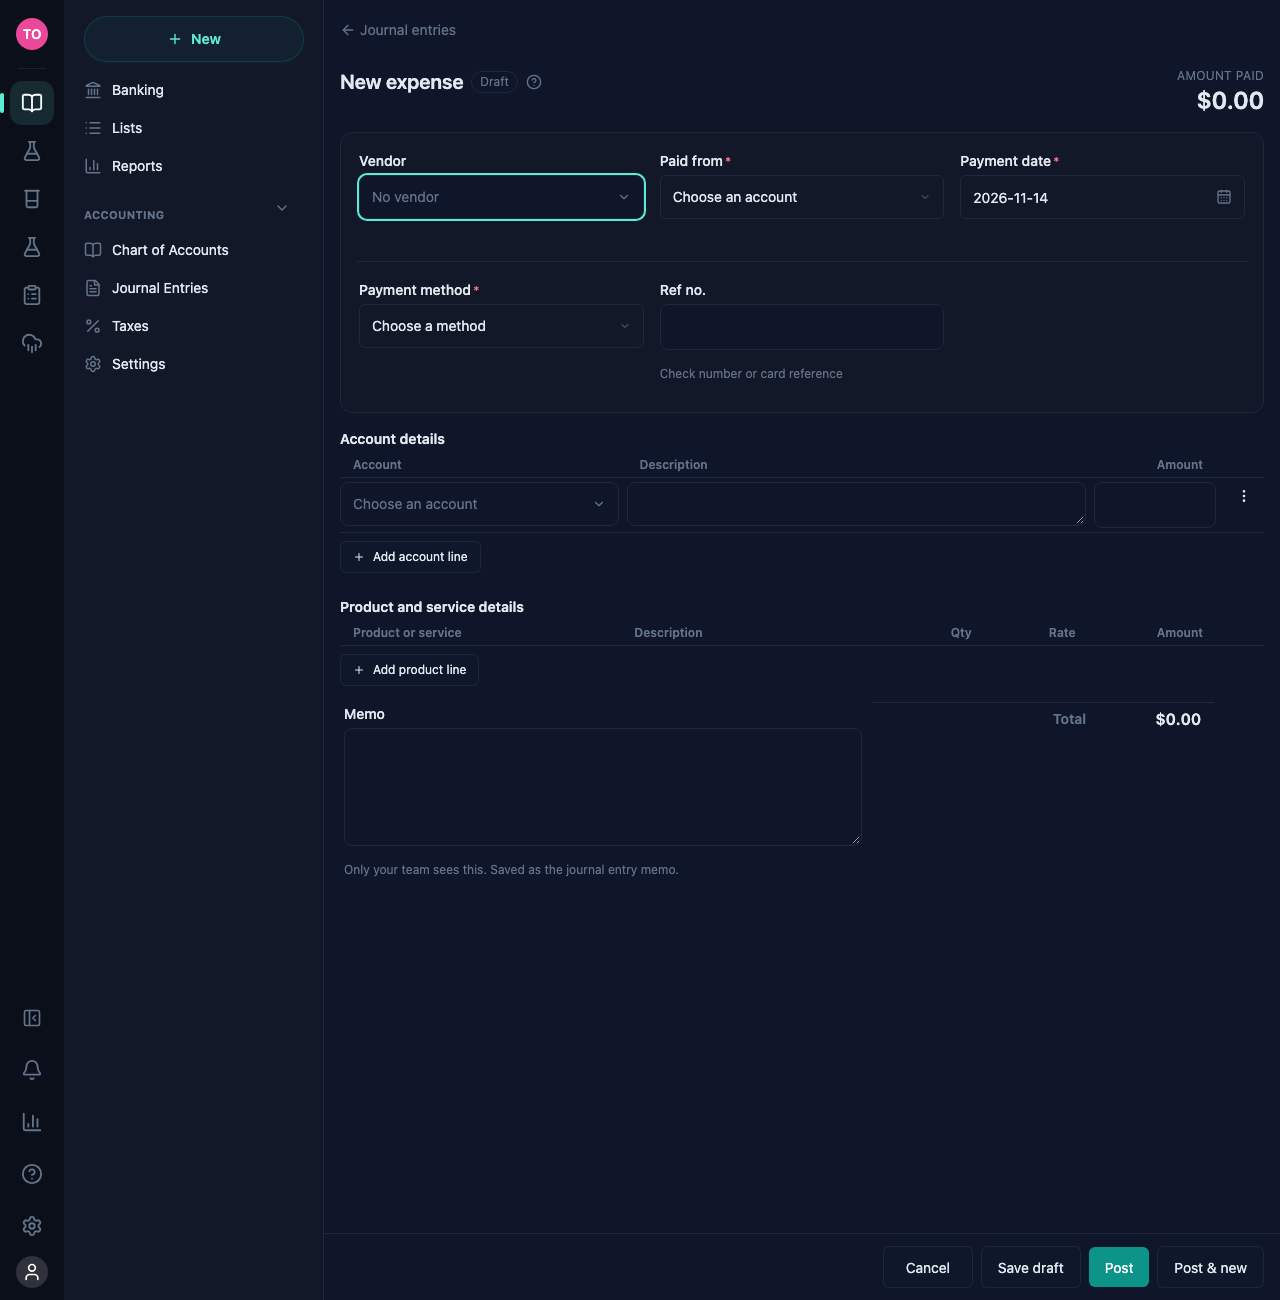 TO
New
Banking
Lists
Reports
ACCOUNTING
Chart of Accounts
Journal Entries
Taxes
Settings
Journal entries
New expense Draft
AMOUNT PAID
$0.00
Vendor Paid from* Payment date*
No vendor Choose an account 2026-11-14
Payment method* Ref no.
Choose a method
Check number or card reference
Account details
Account Description Amount
Choose an account
Add account line
Product and service details
Product or service Description Qty Rate Amount
Add product line
Memo
Total $0.00
Only your team sees this. Saved as the journal entry memo.
Cancel Save draft Post Post & new